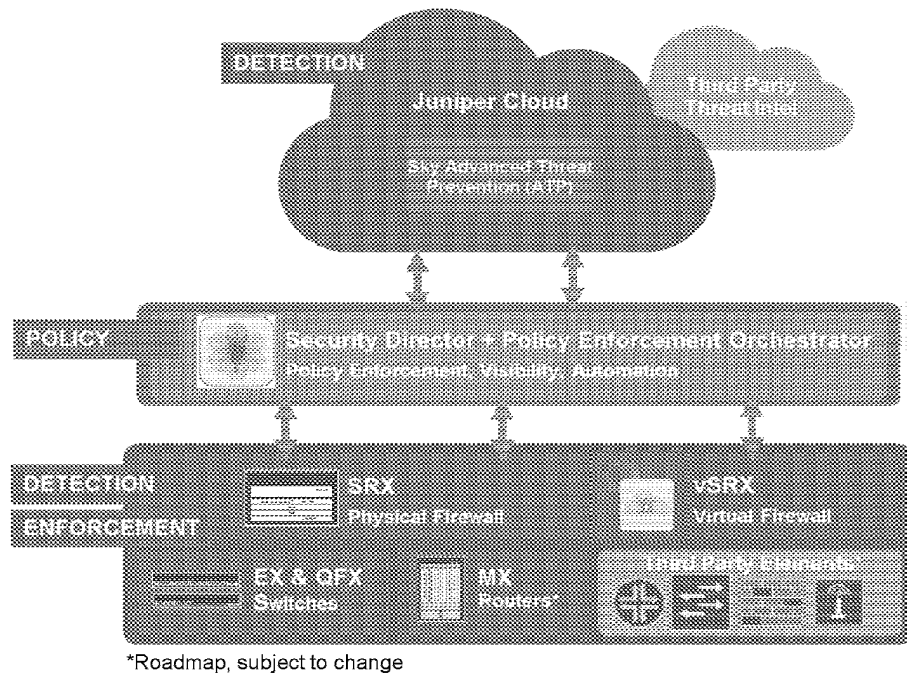 DETECTION
Juniper Cloud
Third Party
Threat Intel
Sky Advanced Threat
Prevention (ATP)
POLICY
Security Director + Policy Enforcement Orchestrator
Policy Enforcement, Visibility, Automation
DETECTION
ENFORCEMENT
SRX
Physical Firewall
vSRX
Virtual Firewall
EX & QFX
Switches
MX
Routers*
Third Party Elements*
*Roadmap, subject to change